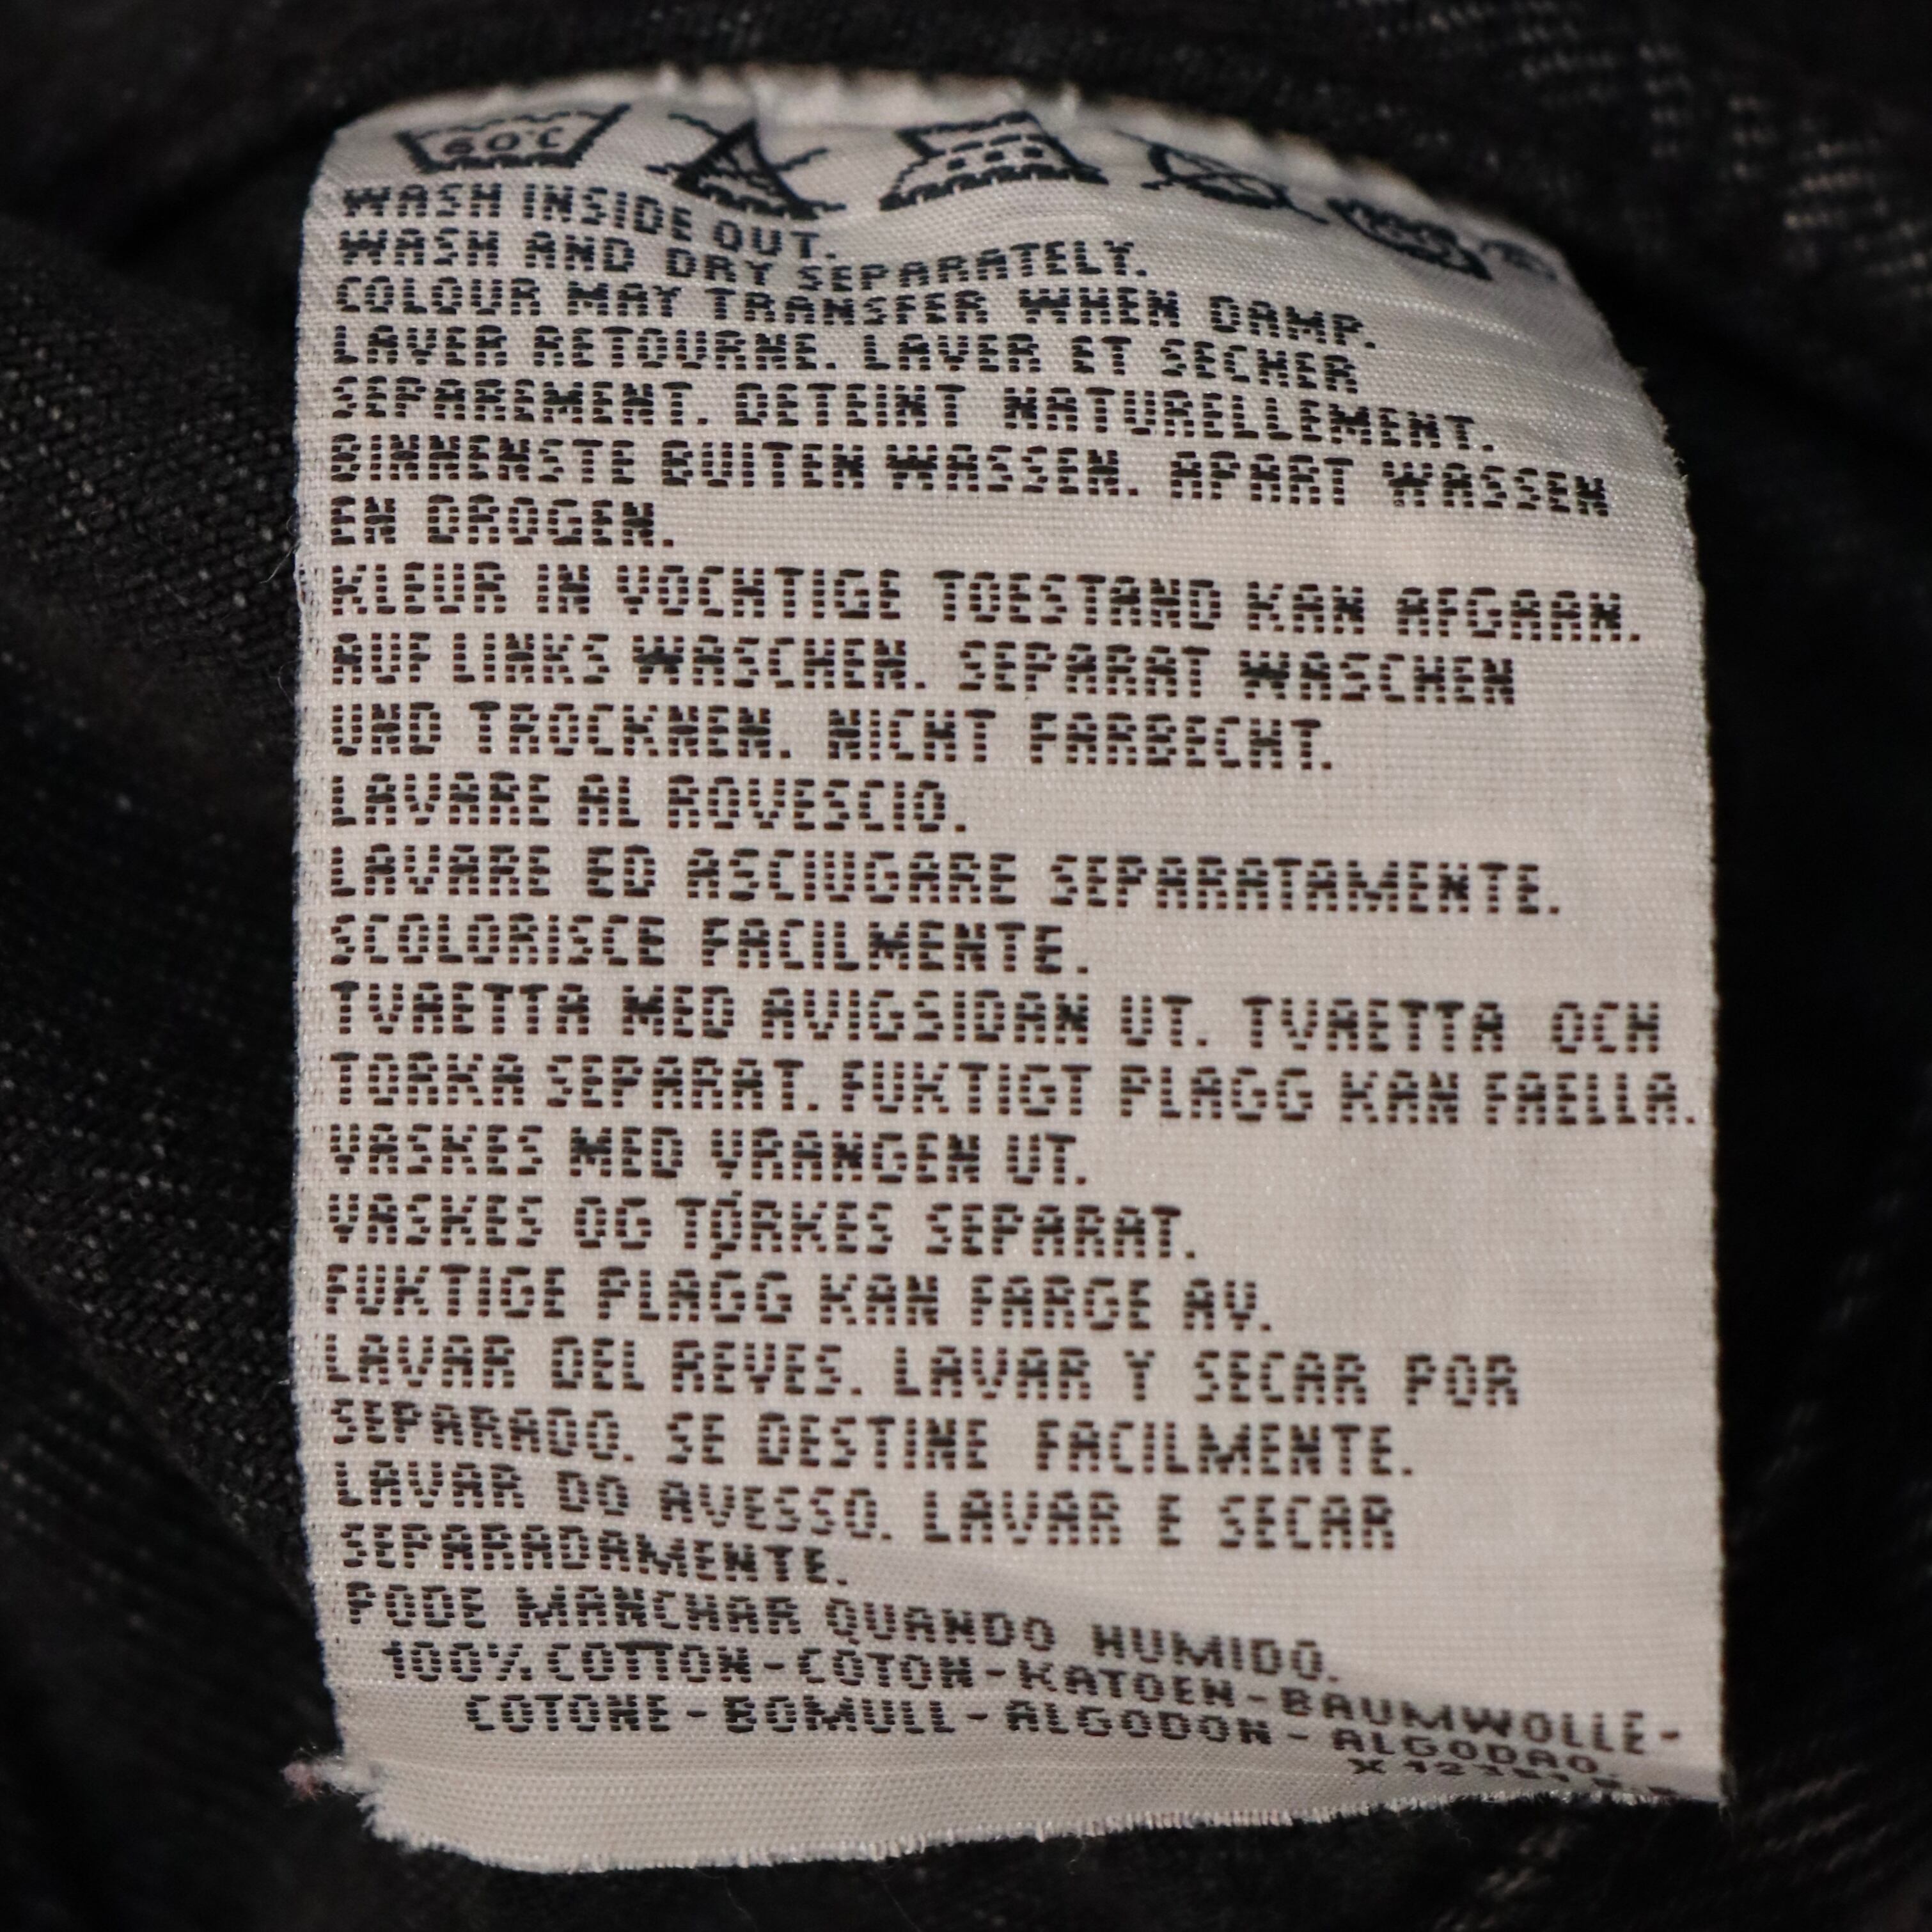 60°C
WASH INSIDE OUT.
WASH AND DRY SEPARATELY.
COLOUR MAY TRANSFER WHEN DAMP.
LAVER RETOURNE. LAVER ET SECHER
SEPAREMENT. DETEINT NATURELLEMENT.
BINNENSTE BUITEN WASSEN. APART WASSEN
EN DROGEN.
KLEUR IN VOCHTIGE TOESTAND KAN AFGAAN.
AUF LINKS WASCHEN. SEPARAT WASCHEN
UND TROCKNEN. NICHT FARBECHT.
LAVARE AL ROVESCIO.
LAVARE ED ASCIUGARE SEPARATAMENTE.
SCOLORISCE FACILMENTE.
TVAETTA MED AVIGSIDAN UT. TVAETTA OCH
TORKA SEPARAT. FUKTIGT PLAGG KAN FAELLA.
VASKES MED VRANGEN UT.
VASKES OG TØRKES SEPARAT.
FUKTIGE PLAGG KAN FARGE AV.
LAVAR DEL REVES. LAVAR Y SECAR POR
SEPARADO. SE DESTINE FACILMENTE.
LAVAR DO AVESSO. LAVAR E SECAR
SEPARADAMENTE.
PODE MANCHAR QUANDO HUMIDO.
100% COTTON-COTON-KATOEN-BAUMWOLLE-
COTONE-BOMULL-ALGODON-ALGODAO.